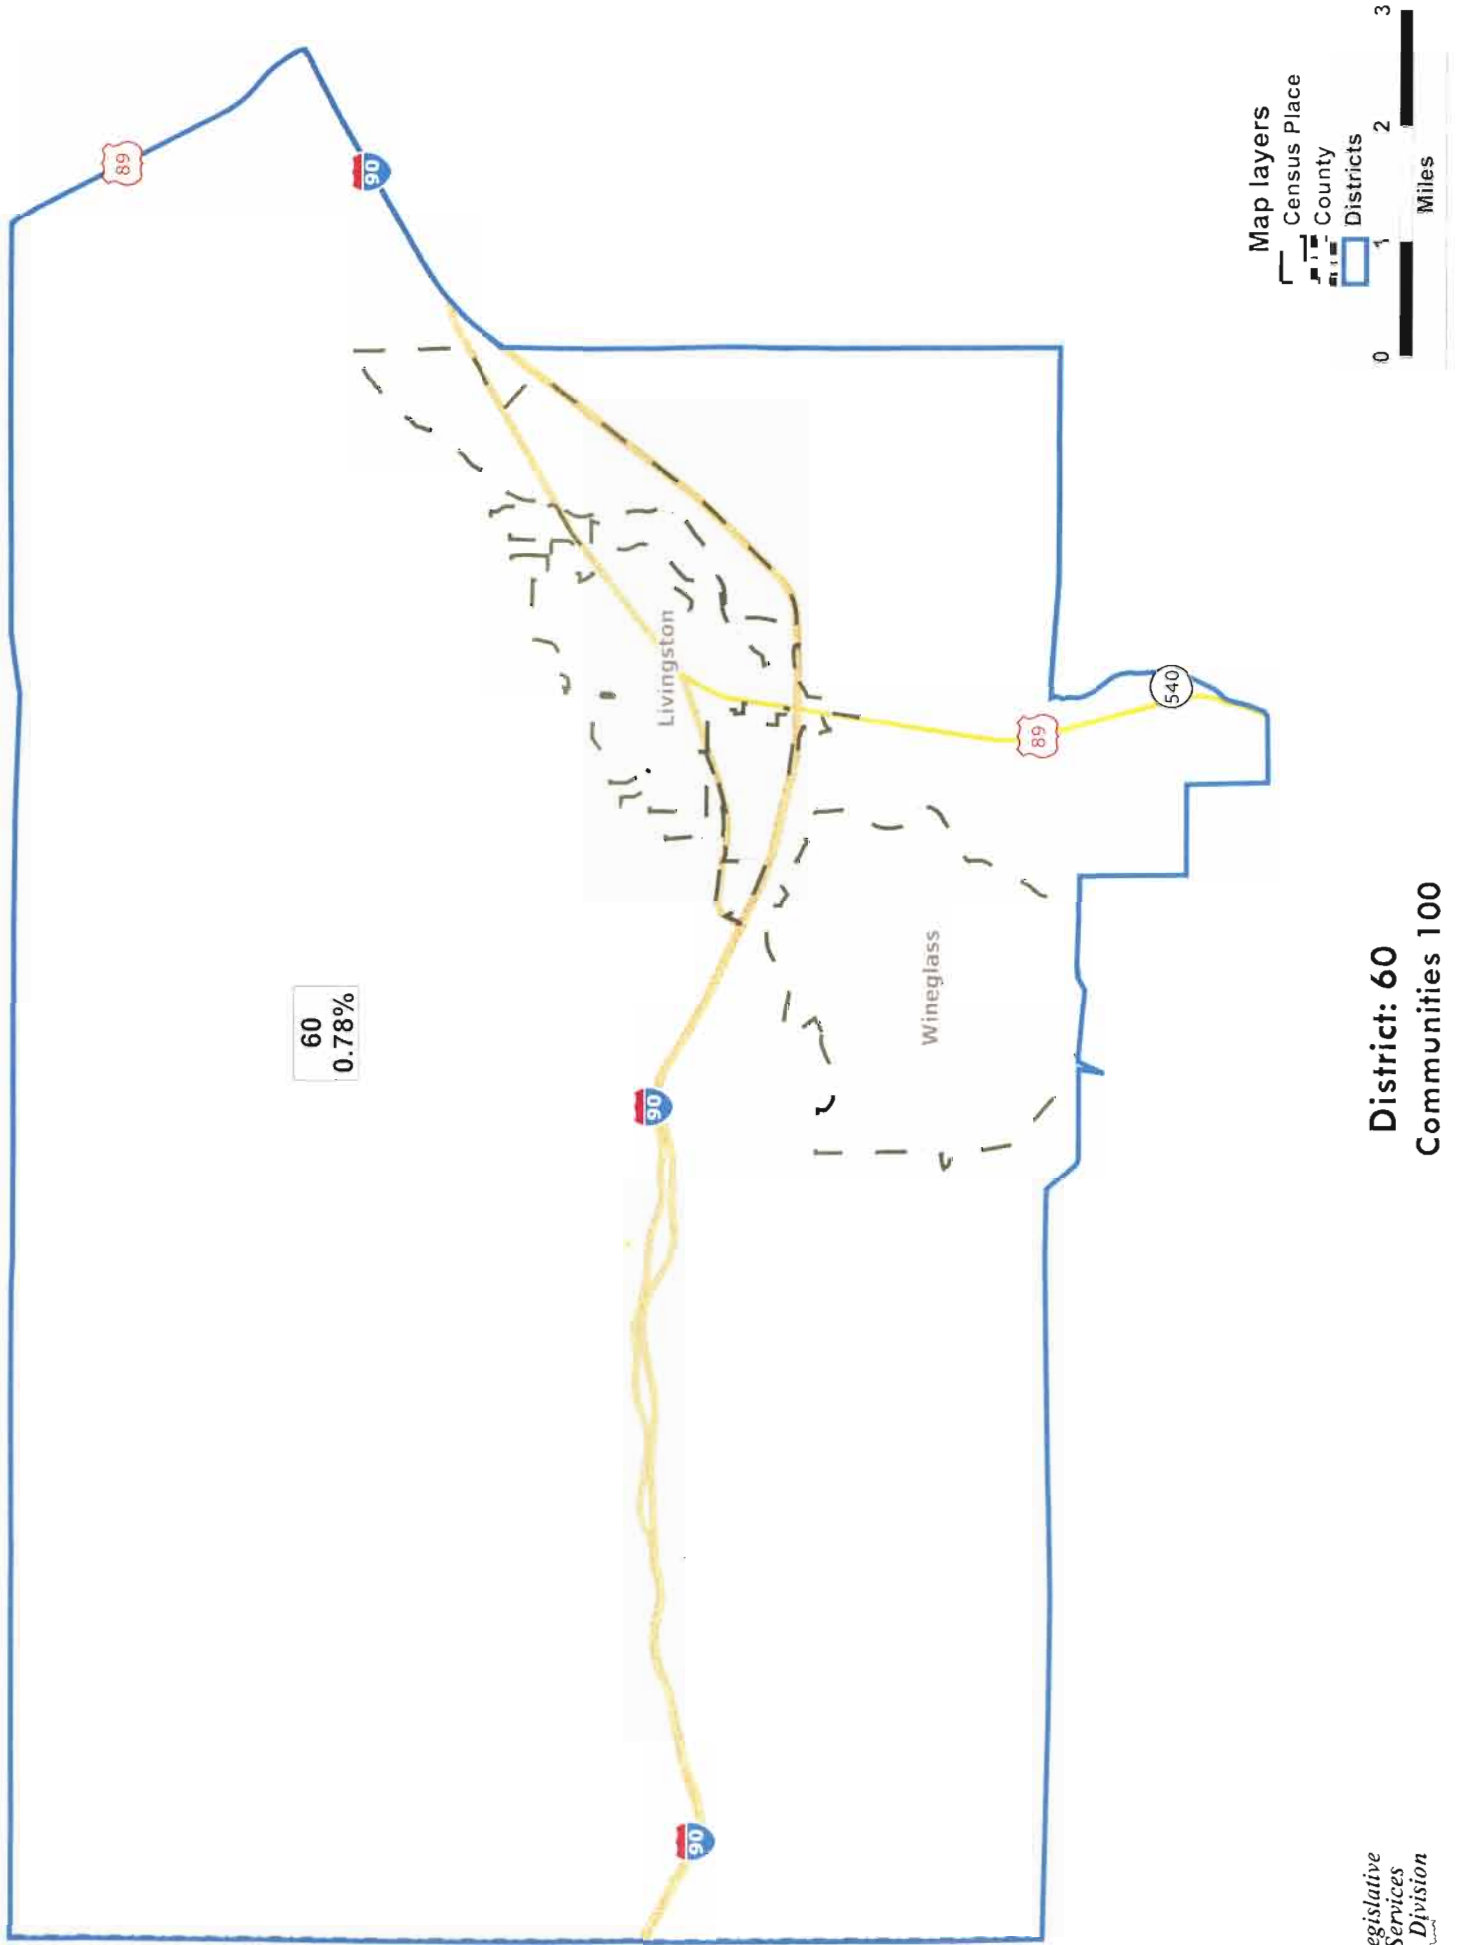 89
90
60
0.78%
Livingston
90
90
Wineglass
89
540
Map layers
Census Place
County
Districts
0 1 2 3
Miles
District: 60
Communities 100
egislative
Services
Division